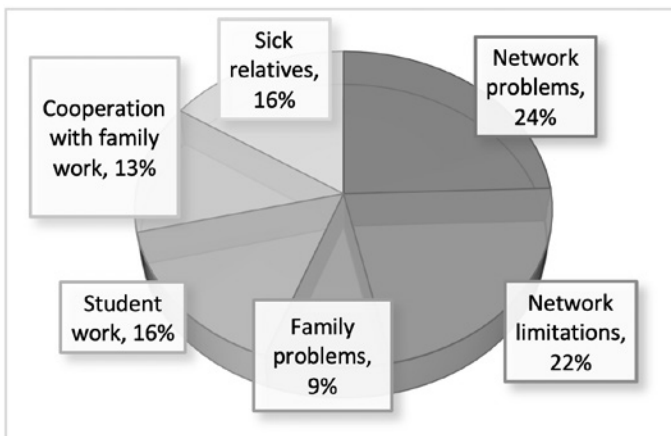 Sick
relatives,
16%
Network
problems,
24%
Cooperation
with family
work, 13%
Student
work, 16%
Family
problems,
9%
Network
limitations,
22%